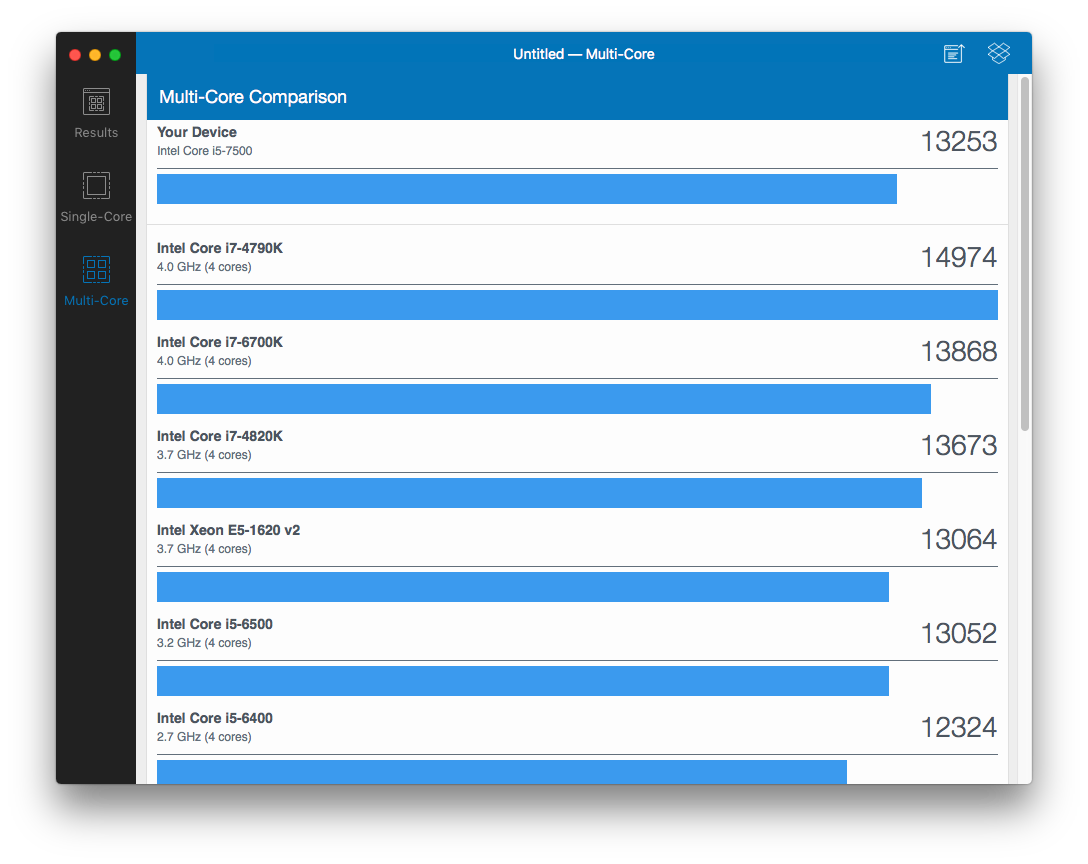 Untitled — Multi-Core
Results
Single-Core
Multi-Core
Multi-Core Comparison
Your Device
Intel Core i5-7500
13253
Intel Core i7-4790K
4.0 GHz (4 cores)
14974
Intel Core i7-6700K
4.0 GHz (4 cores)
13868
Intel Core i7-4820K
3.7 GHz (4 cores)
13673
Intel Xeon E5-1620 v2
3.7 GHz (4 cores)
13064
Intel Core i5-6500
3.2 GHz (4 cores)
13052
Intel Core i5-6400
2.7 GHz (4 cores)
12324